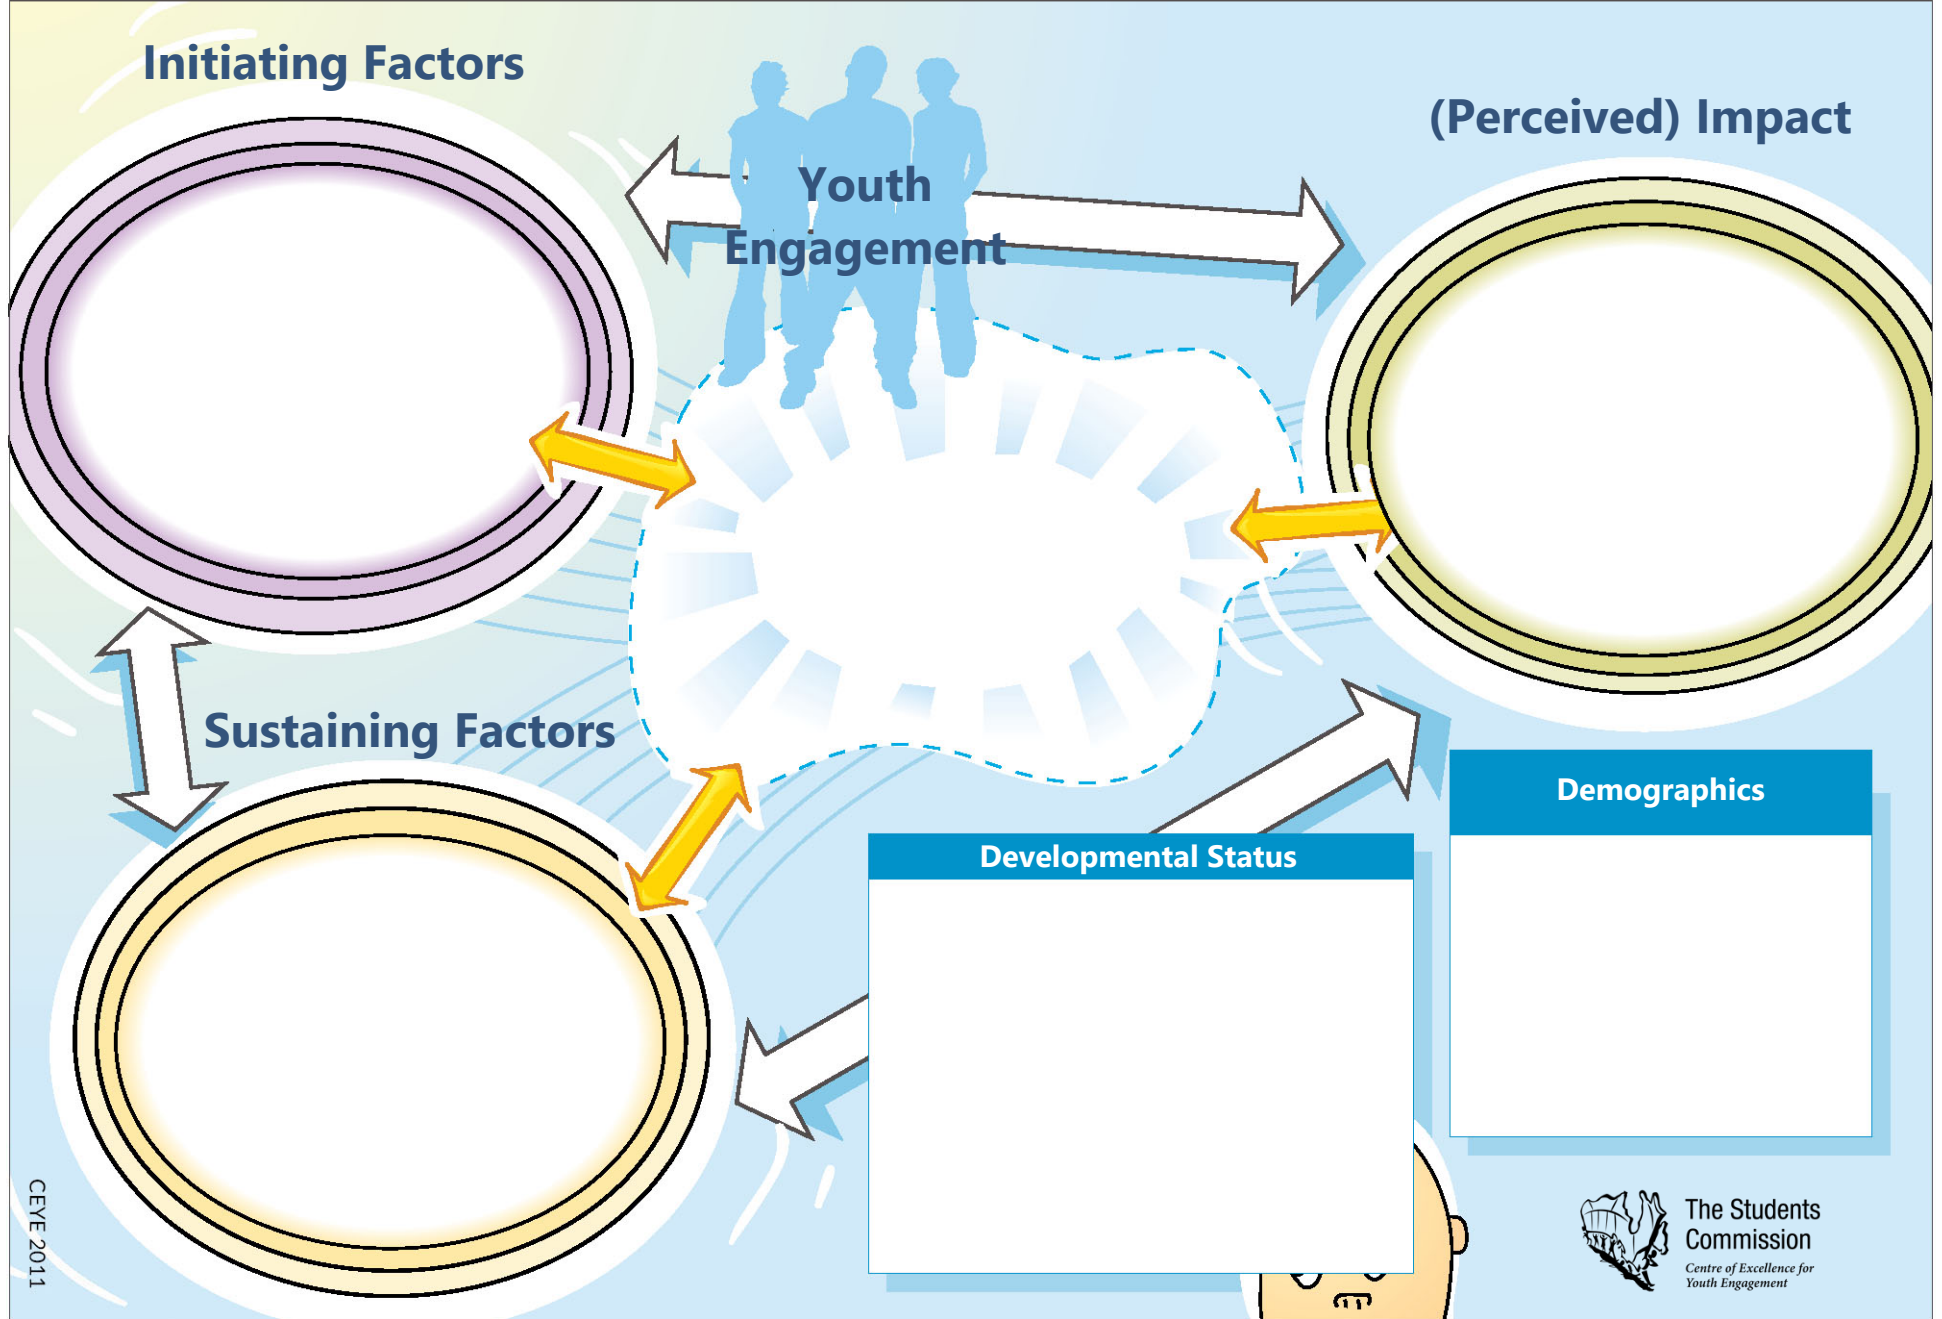 Initiating Factors
(Perceived) Impact
Youth
Engagement
Sustaining Factors
Demographics
Developmental Status
CEYE 2011
The Students
Commission
Centre of Excellence for
Youth Engagement